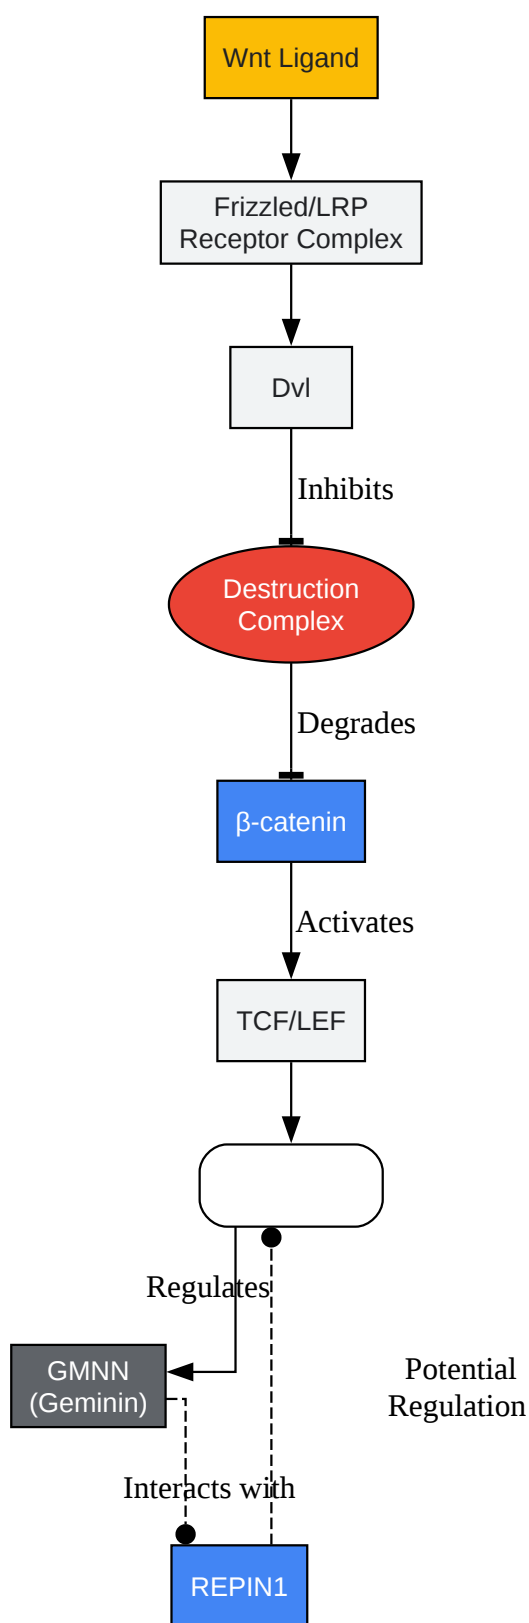 Wnt Ligand
Frizzled/LRP
Receptor Complex
Dvl
Inhibits
Destruction
Complex
Degrades
β-catenin
Activates
TCF/LEF
Regulates
GMNN
(Geminin)
Potential
Regulation
Interacts with
REPIN1